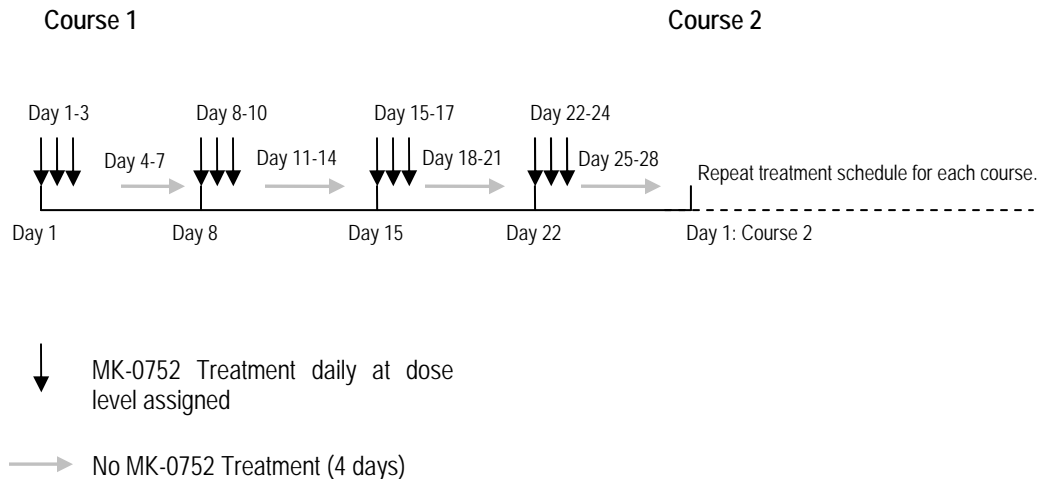 Course 1
Course 2
Day 1-3
Day 8-10
Day 15-17
Day 22-24
Day 4-7
Day 11-14
Day 18-21
Day 25-28
Repeat treatment schedule for each course.
Day 1
Day 8
Day 15
Day 22
Day 1: Course 2
MK-0752 Treatment daily at dose
level assigned
No MK-0752 Treatment (4 days)